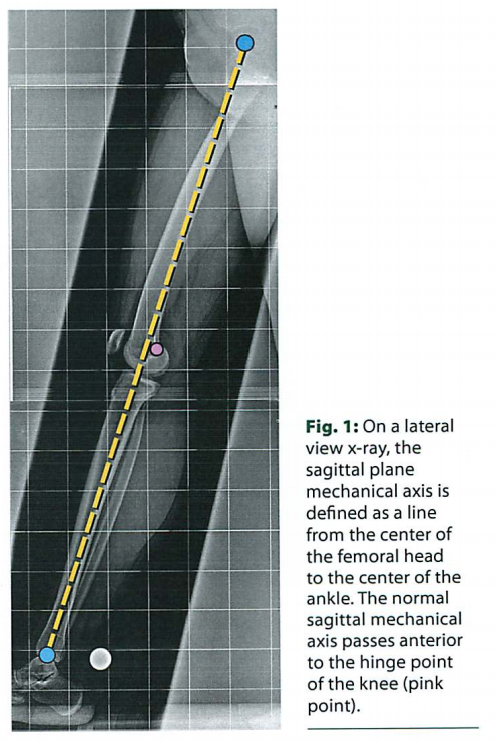 Fig. 1: On a lateral
view x-ray, the
sagittal plane
mechanical axis is
defined as a line
from the center of
the femoral head
to the center of the
ankle. The normal
sagittal mechanical
axis passes anterior
to the hinge point
of the knee (pink
point).